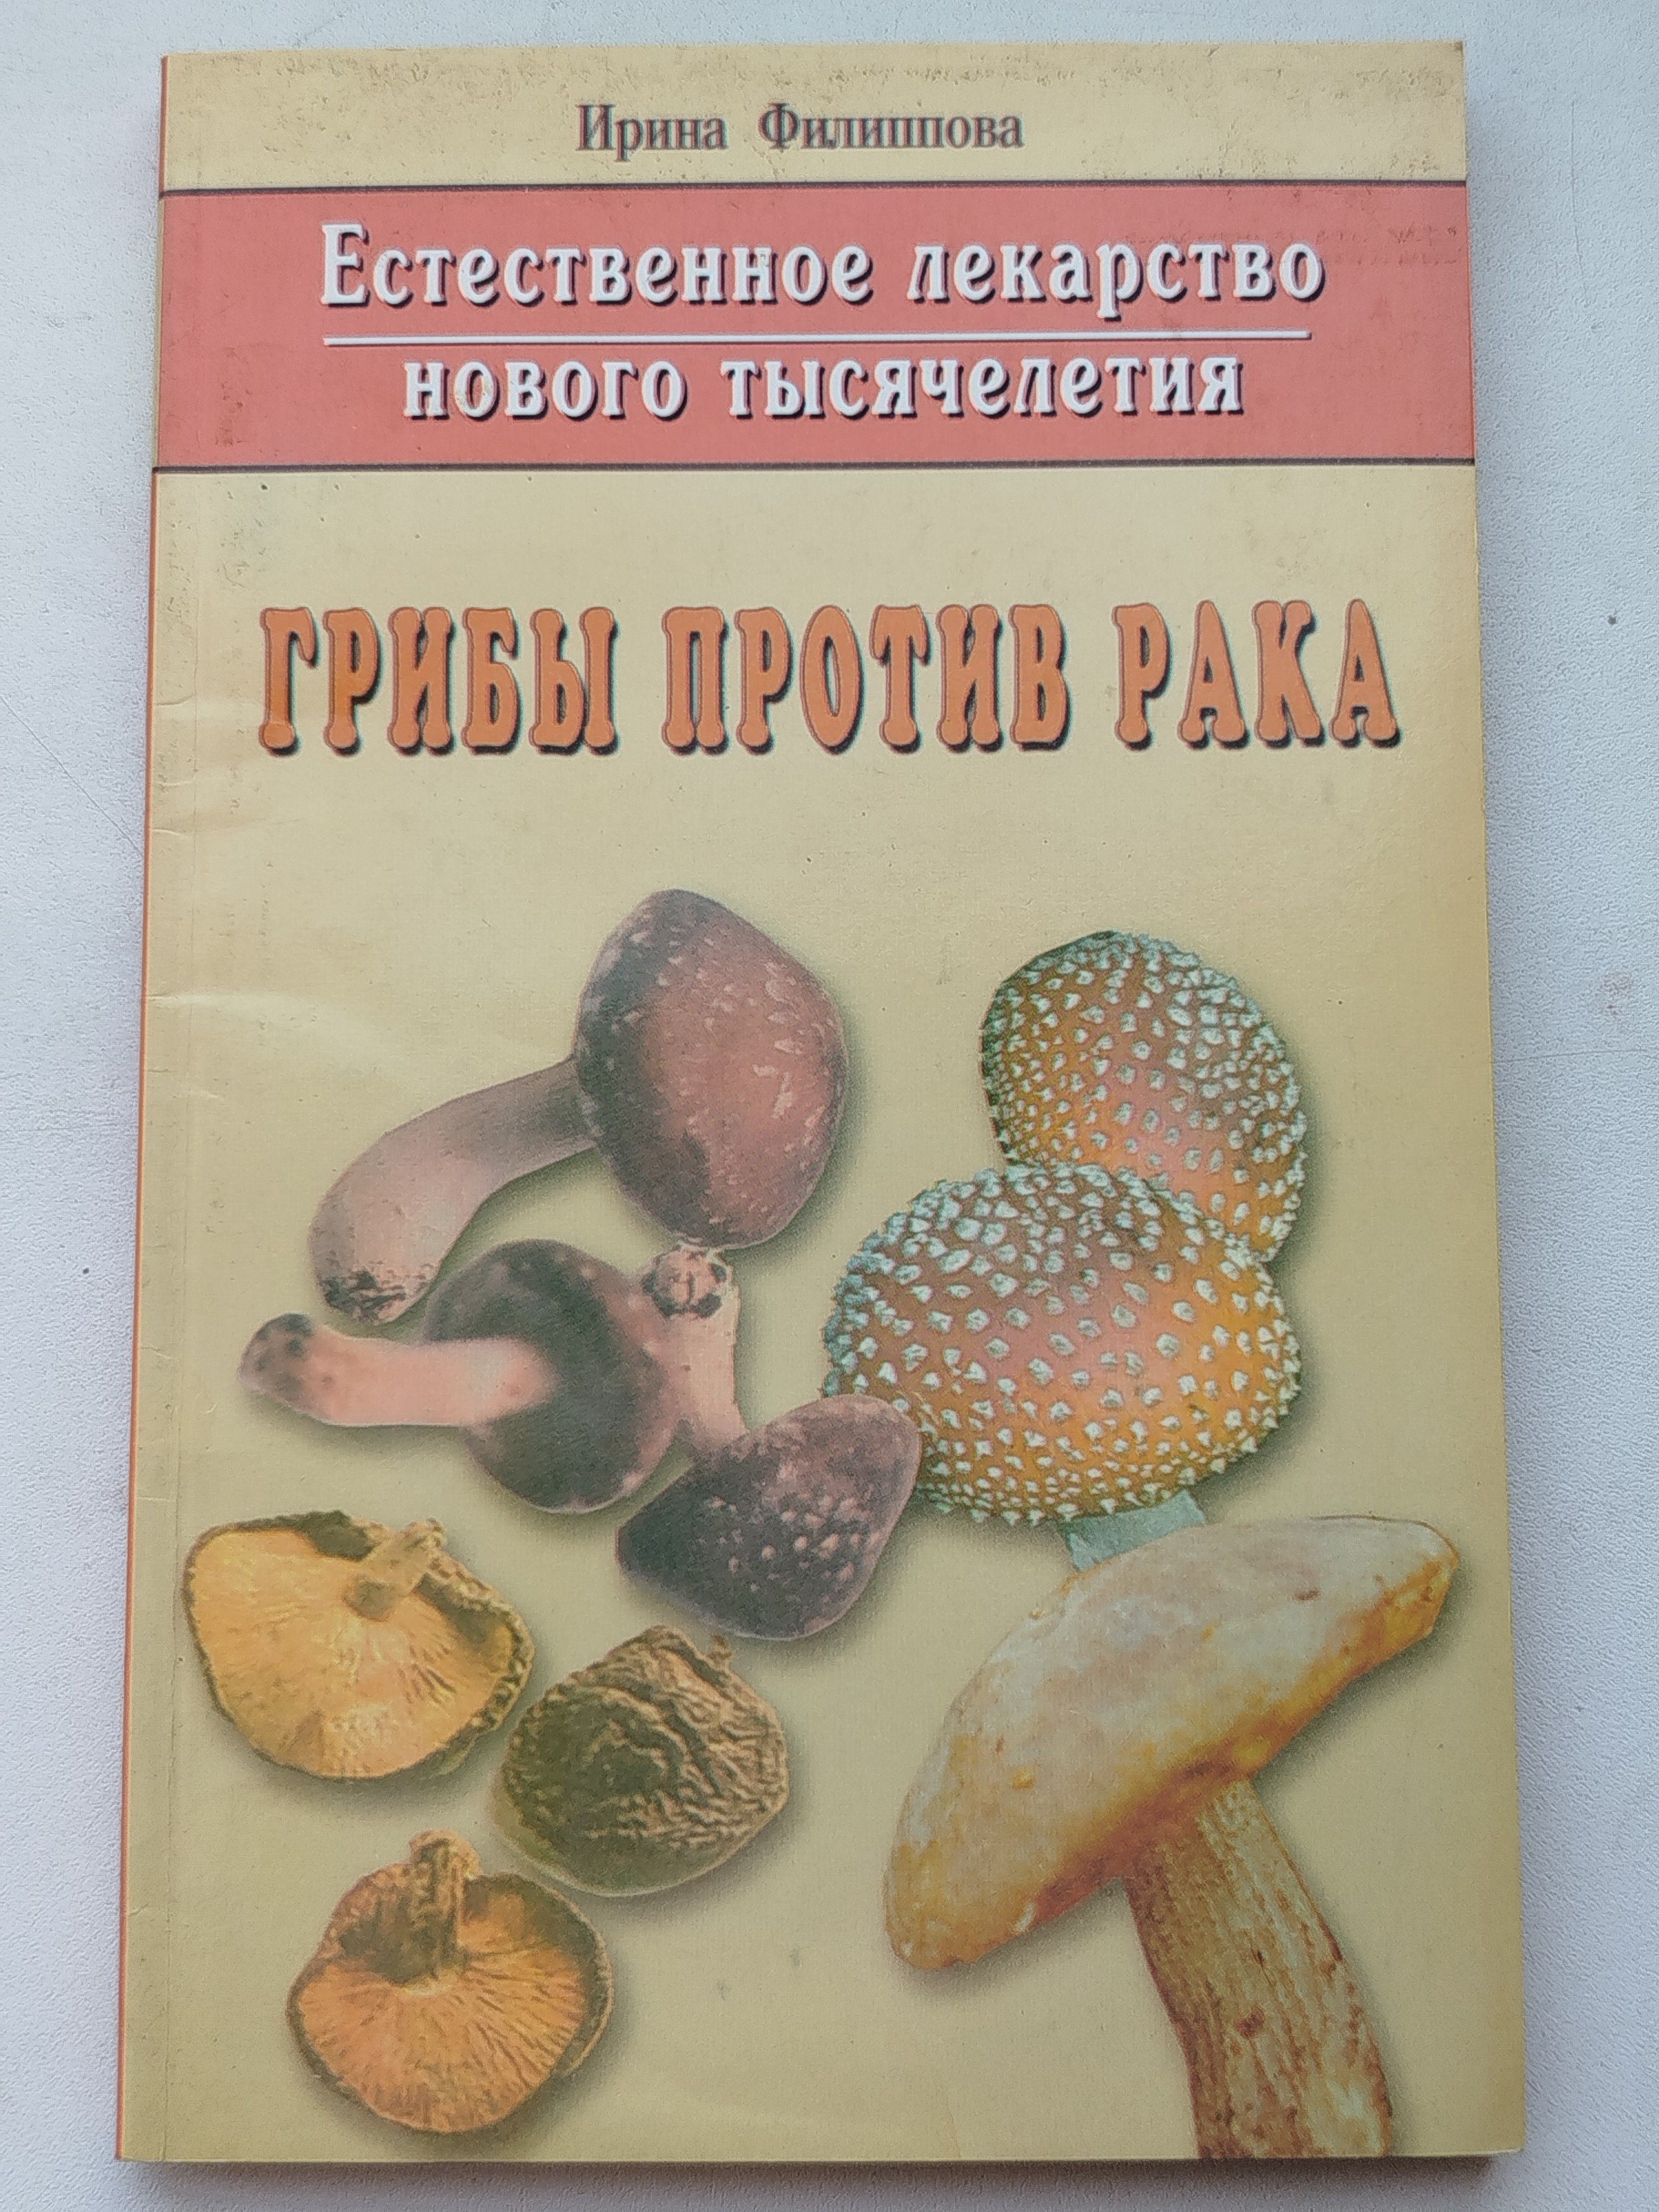 Ирина Филиппова
Естественное лекарство
нового тысячелетия
ГРИБЫ ПРОТИВ РАКА